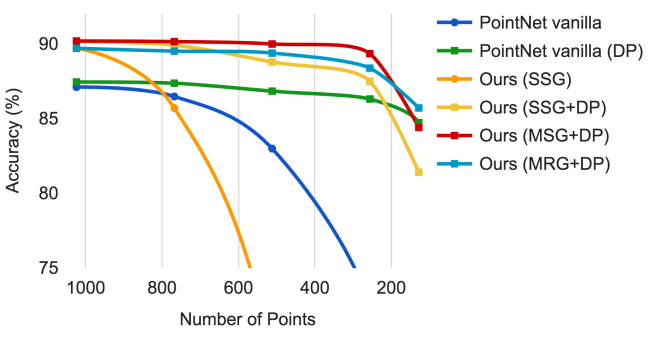 90
85
80
75
Accuracy (%)
1000 800 600 400 200
Number of Points
PointNet vanilla
PointNet vanilla (DP)
Ours (SSG)
Ours (SSG+DP)
Ours (MSG+DP)
Ours (MRG+DP)